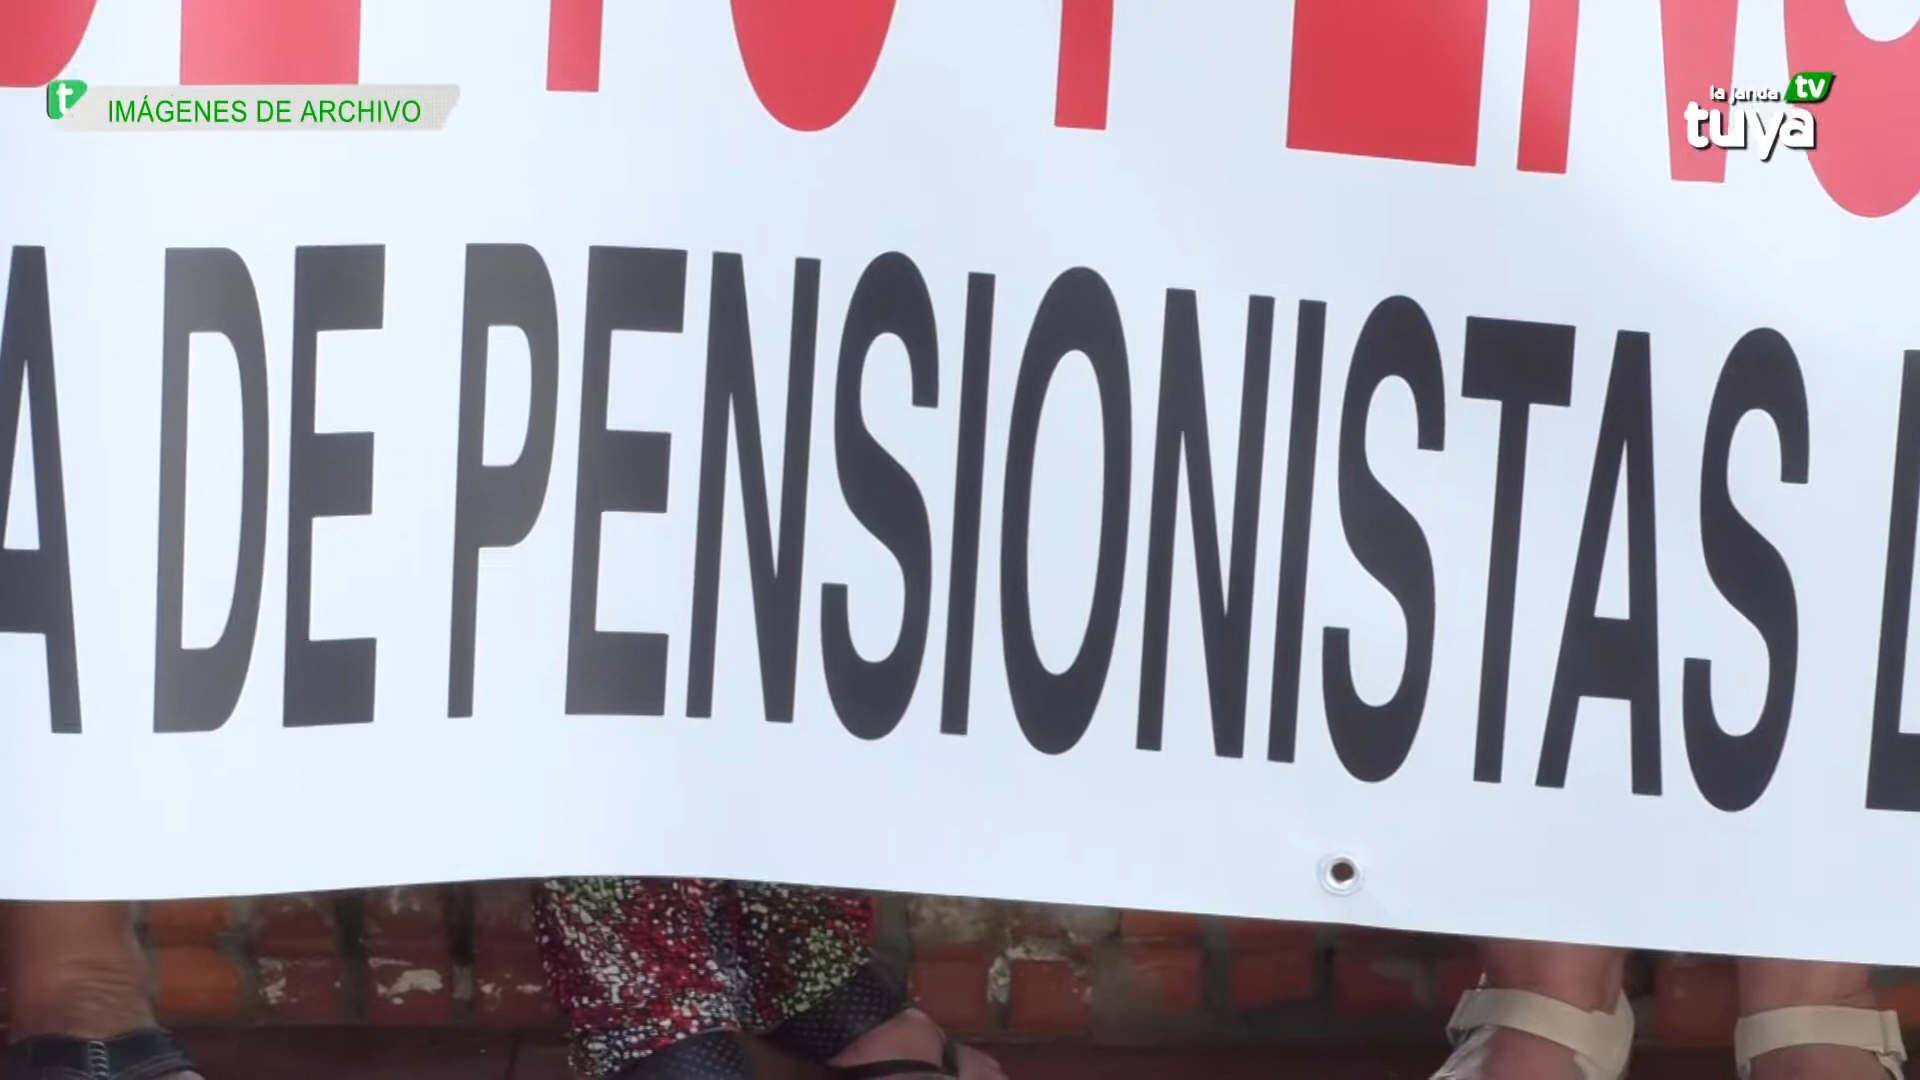 IMÁGENES DE ARCHIVO
la janda tv
tuya
DE PENSIONISTAS